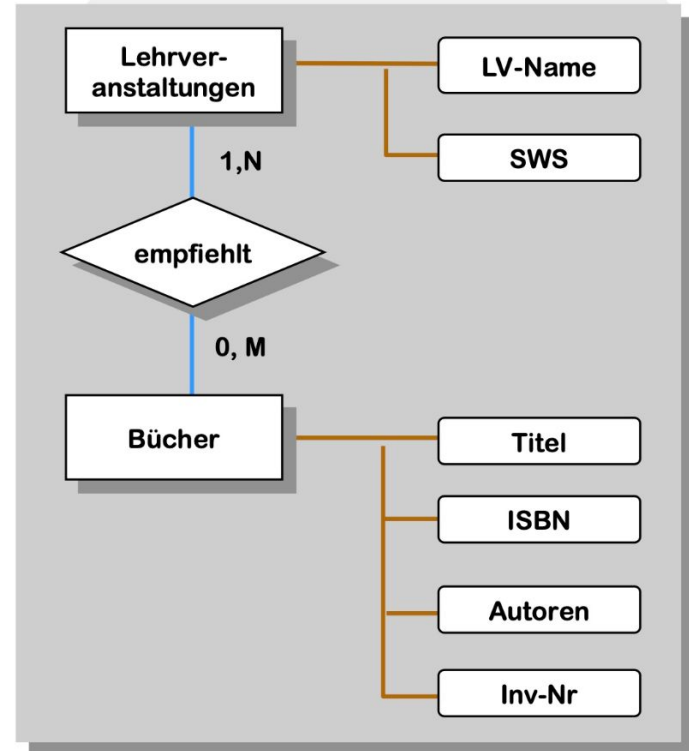 Lehrver-
anstaltungen
LV-Name
SWS
1,N
empfiehlt
0, M
Bücher
Titel
ISBN
Autoren
Inv-Nr